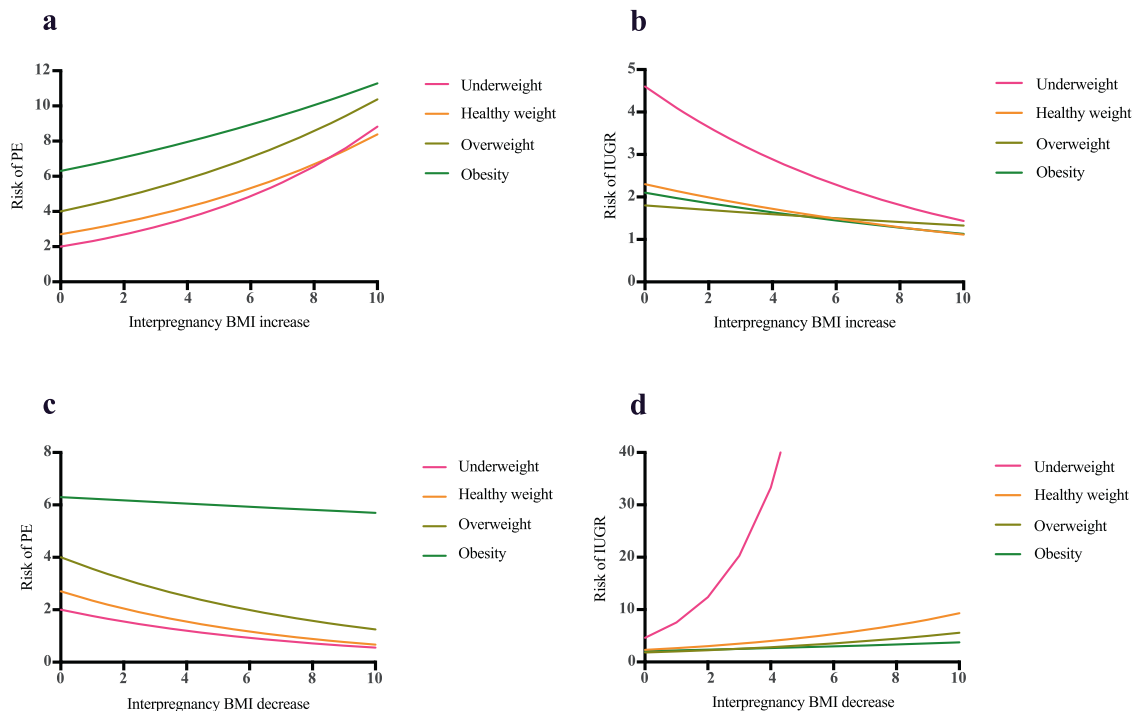 a
Risk of PE
12
10
8
6
4
2
0
0 2 4 6 8 10
Interpregnancy BMI increase
Underweight
Healthy weight
Overweight
Obesity
b
Risk of IUGR
5
4
3
2
1
0
0 2 4 6 8 10
Interpregnancy BMI increase
Underweight
Healthy weight
Overweight
Obesity
c
Risk of PE
8
6
4
2
0
0 2 4 6 8 10
Interpregnancy BMI decrease
Underweight
Healthy weight
Overweight
Obesity
d
Risk of IUGR
40
30
20
10
0
0 2 4 6 8 10
Interpregnancy BMI decrease
Underweight
Healthy weight
Overweight
Obesity